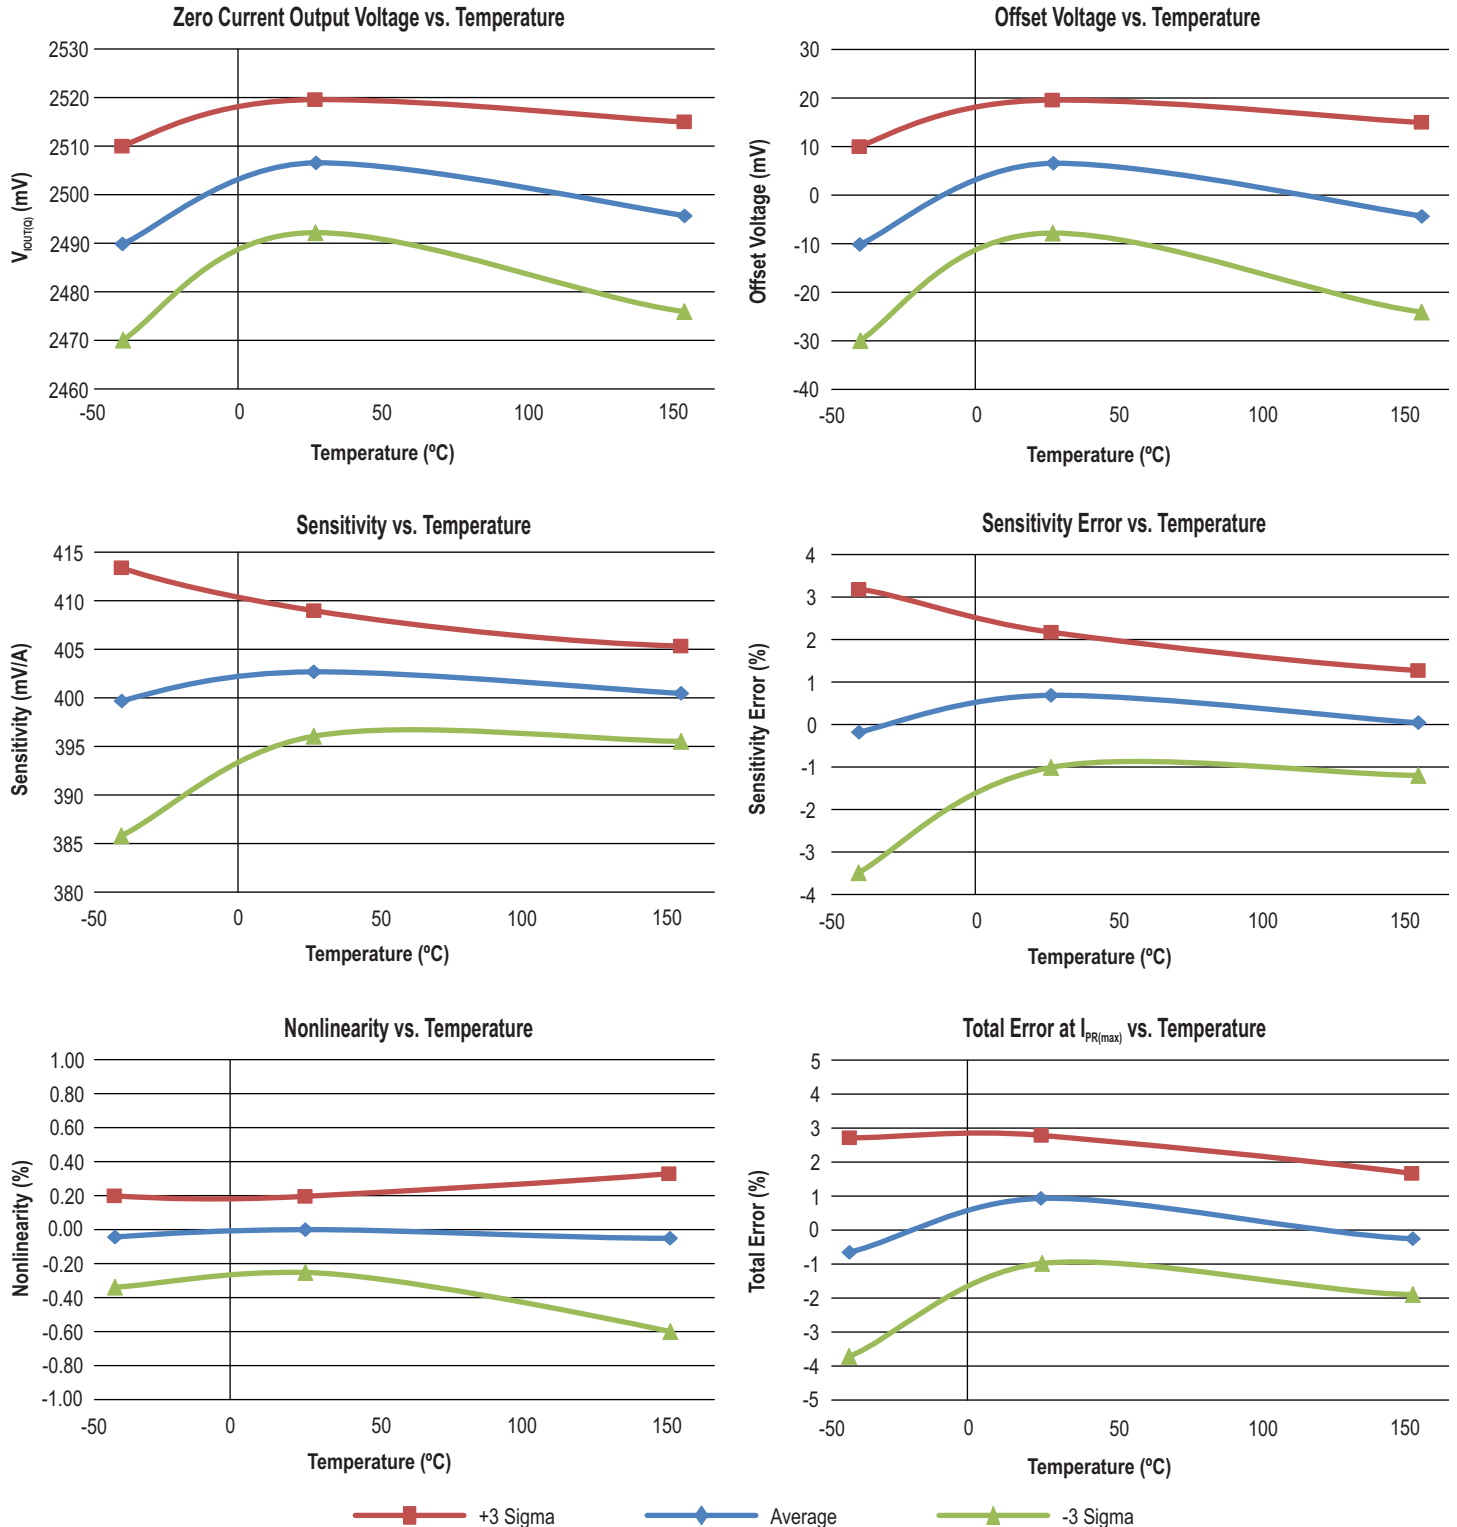 Zero Current Output Voltage vs. Temperature
2530
2520
2510
2500
2490
2480
2470
2460
VIOUT(Q) (mV)
-50 0 50 100 150
Temperature (ºC)
Offset Voltage vs. Temperature
30
20
10
0
-10
-20
-30
-40
Offset Voltage (mV)
-50 0 50 100 150
Temperature (ºC)
Sensitivity vs. Temperature
415
410
405
400
395
390
385
380
Sensitivity (mV/A)
-50 0 50 100 150
Temperature (ºC)
Sensitivity Error vs. Temperature
4
3
2
1
0
-1
-2
-3
-4
Sensitivity Error (%)
-50 0 50 100 150
Temperature (ºC)
Nonlinearity vs. Temperature
1.00
0.80
0.60
0.40
0.20
0.00
-0.20
-0.40
-0.60
-0.80
-1.00
Nonlinearity (%)
-50 0 50 100 150
Temperature (ºC)
Total Error at IPR(max) vs. Temperature
5
4
3
2
1
0
-1
-2
-3
-4
-5
Total Error (%)
-50 0 50 100 150
Temperature (ºC)
+3 Sigma Average -3 Sigma